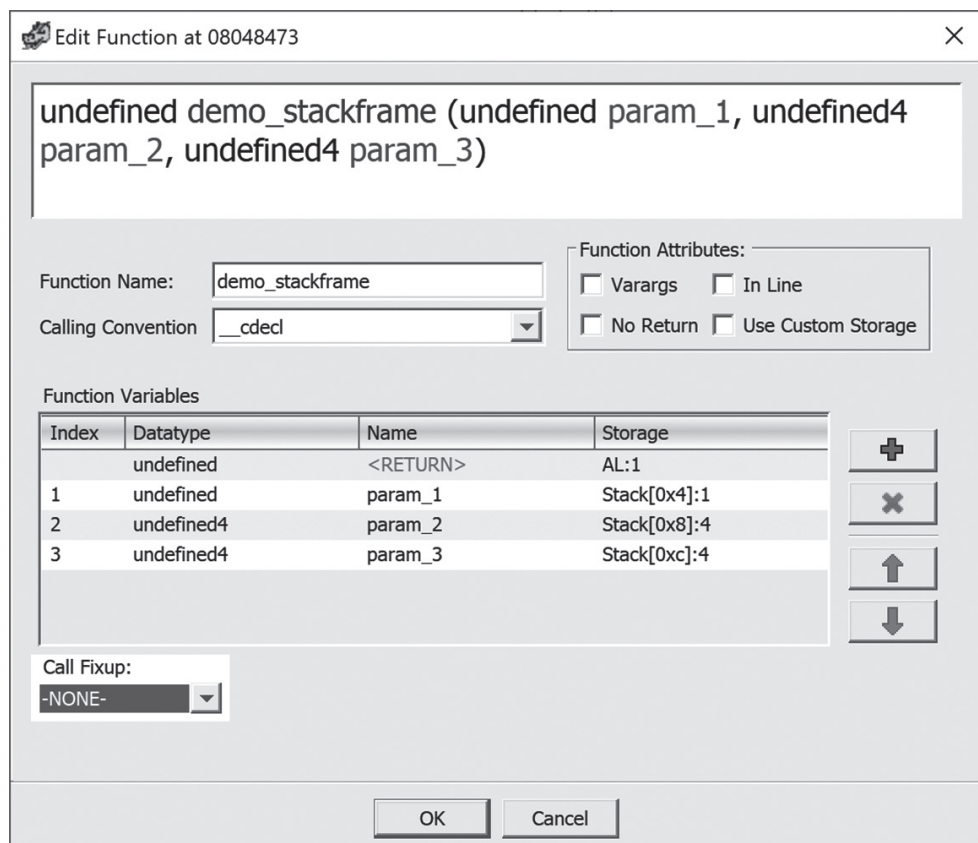 Edit Function at 08048473
undefined demo_stackframe (undefined param_1, undefined4
param_2, undefined4 param_3)
Function Attributes:
Function Name:
demo_stackframe
Varargs
In Line
Calling Convention
__cdecl
No Return
Use Custom Storage
Function Variables
Index Datatype Name Storage
undefined <RETURN> AL:1
1 undefined param_1 Stack[0x4]:1
2 undefined4 param_2 Stack[0x8]:4
3 undefined4 param_3 Stack[0xc]:4
Call Fixup:
-NONE-
OK Cancel